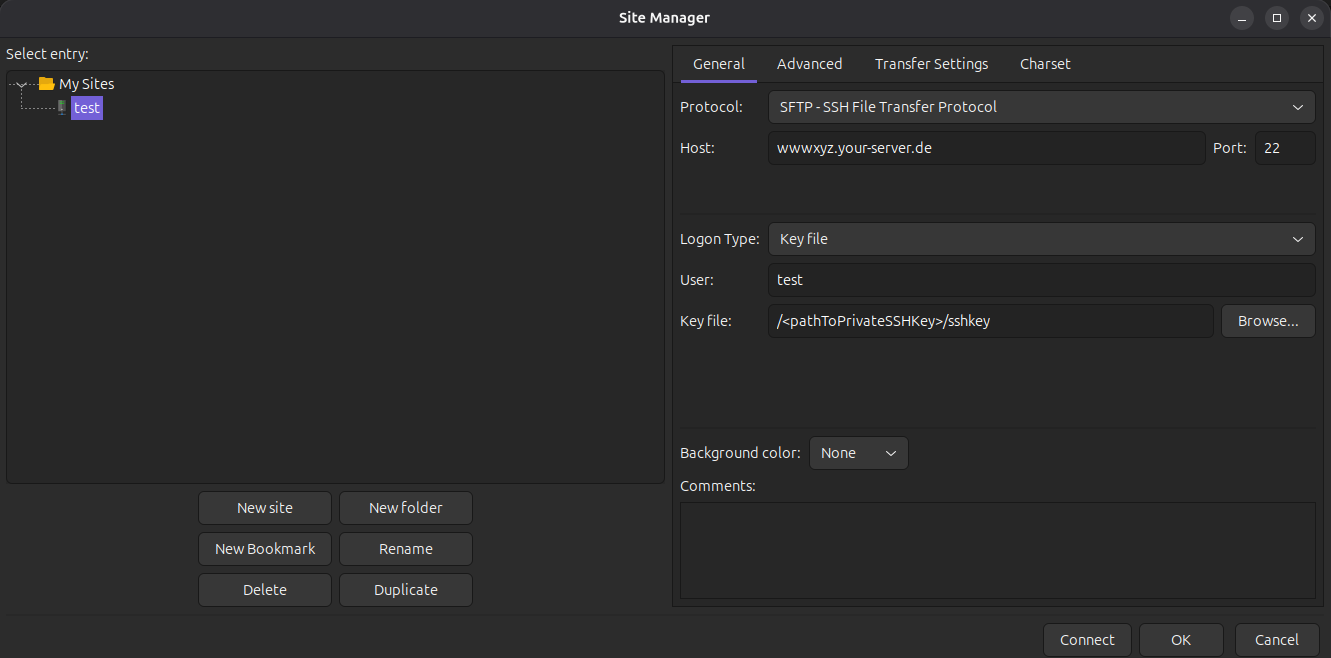 Site Manager
Select entry:
My Sites
test
New site
New folder
New Bookmark
Rename
Delete
Duplicate
General
Advanced
Transfer Settings
Charset
Protocol:
SFTP - SSH File Transfer Protocol
Host:
wwwxyz.your-server.de
Port:
22
Logon Type:
Key file
User:
test
Key file:
/<pathToPrivateSSHKey>/sshkey
Browse...
Background color:
None
Comments:
Connect
OK
Cancel